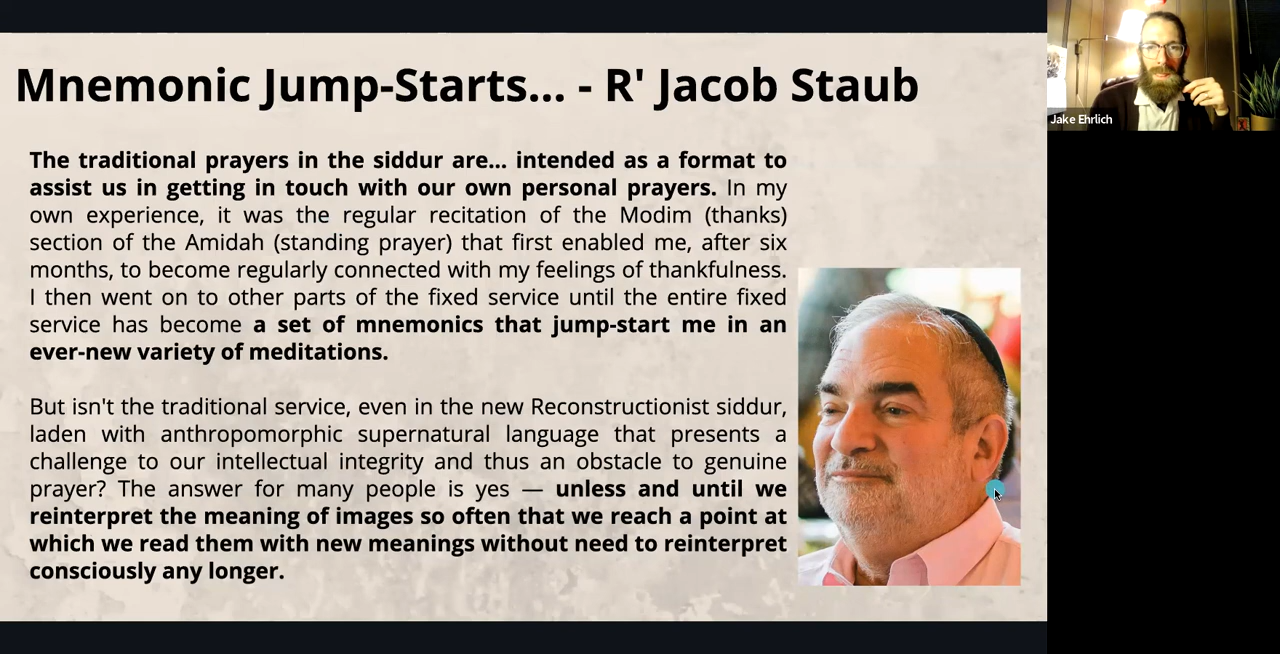 Mnemonic Jump-Starts... - R' Jacob Staub
The traditional prayers in the siddur are... intended as a format to
assist us in getting in touch with our own personal prayers. In my
own experience, it was the regular recitation of the Modim (thanks)
section of the Amidah (standing prayer) that first enabled me, after six
months, to become regularly connected with my feelings of thankfulness.
I then went on to other parts of the fixed service until the entire fixed
service has become a set of mnemonics that jump-start me in an
ever-new variety of meditations.
But isn't the traditional service, even in the new Reconstructionist siddur,
laden with anthropomorphic supernatural language that presents a
challenge to our intellectual integrity and thus an obstacle to genuine
prayer? The answer for many people is yes — unless and until we
reinterpret the meaning of images so often that we reach a point at
which we read them with new meanings without need to reinterpret
consciously any longer.
Jake Ehrlich